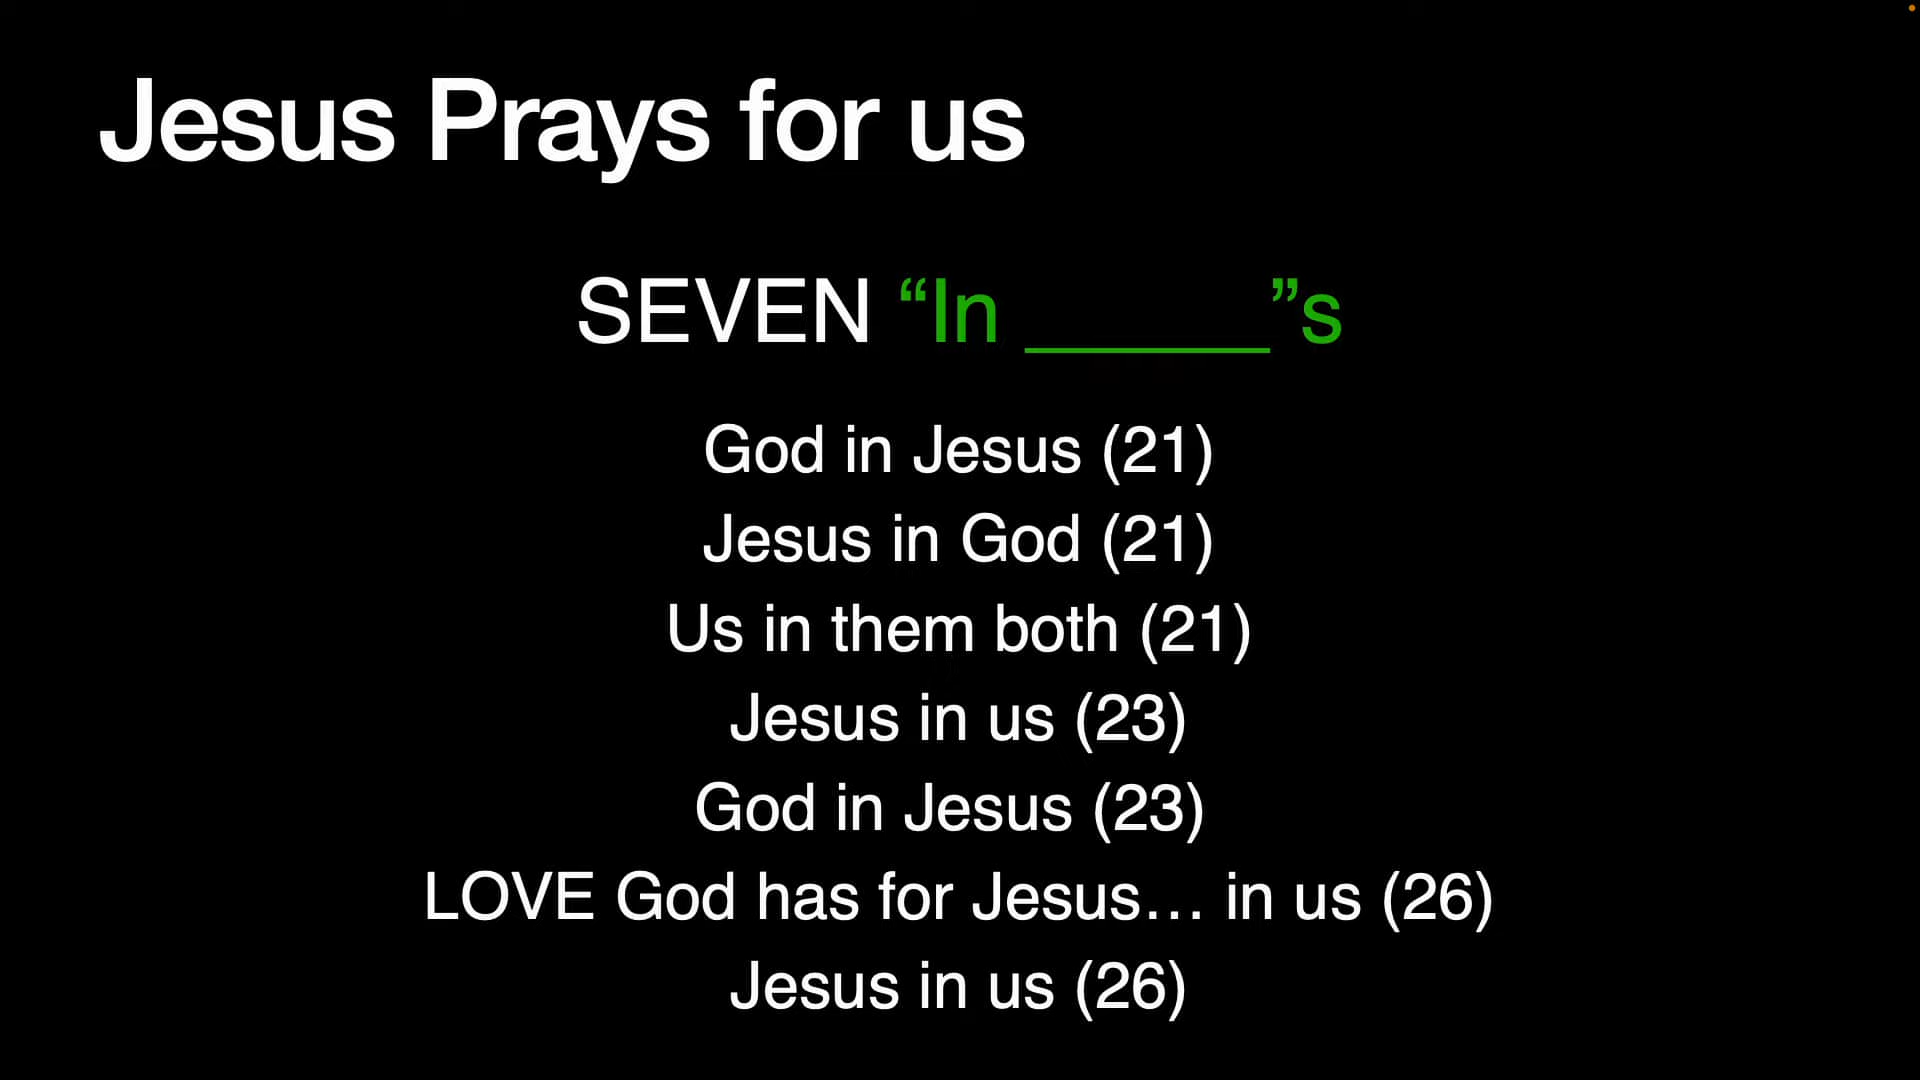 Jesus Prays for us
SEVEN “In _____”s
God in Jesus (21)
Jesus in God (21)
Us in them both (21)
Jesus in us (23)
God in Jesus (23)
LOVE God has for Jesus… in us (26)
Jesus in us (26)